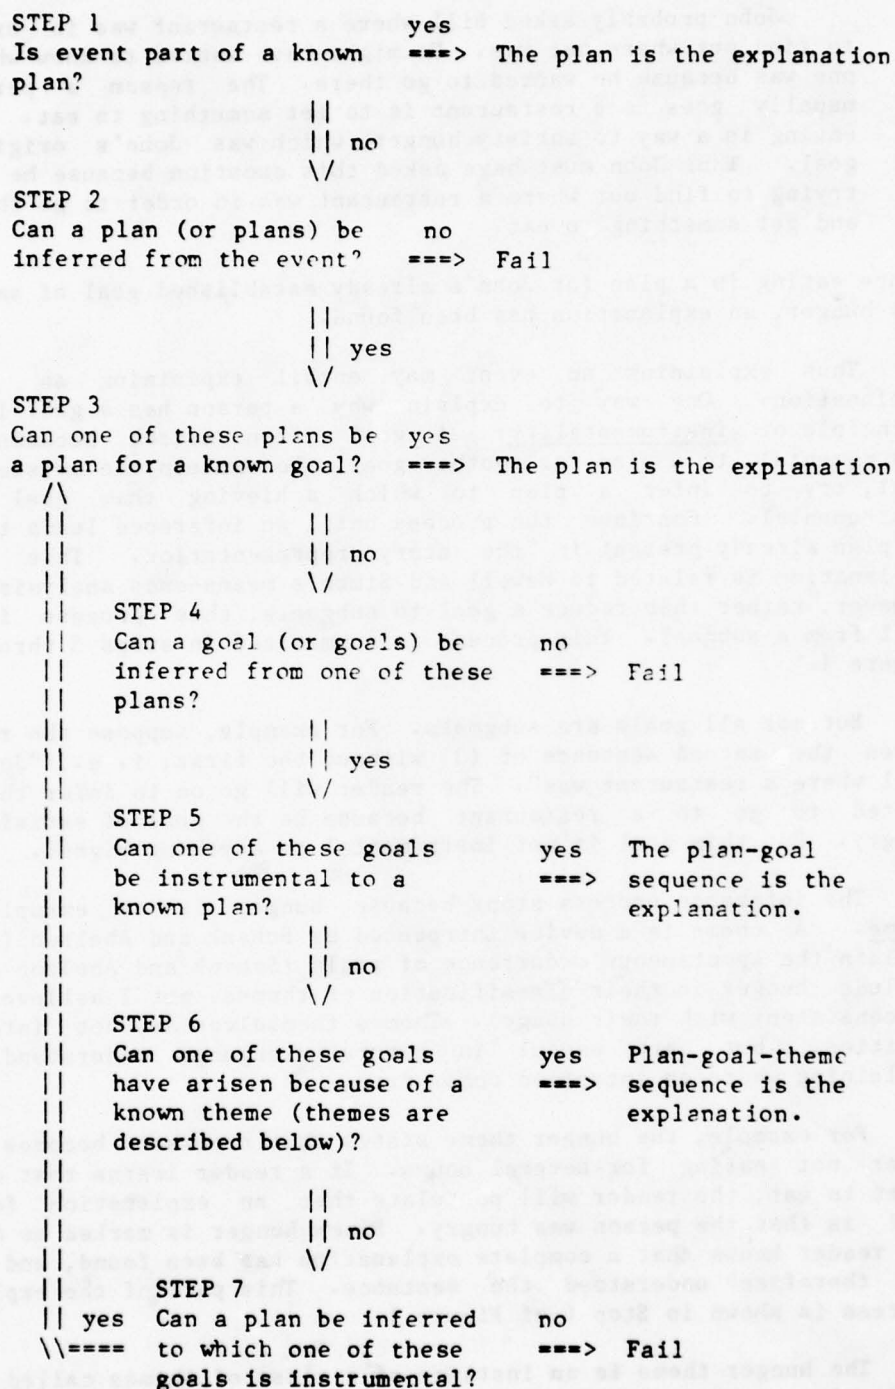 STEP 1
yes
Is event part of a known ===> The plan is the explanation
plan?
||
|| no
\/
STEP 2
Can a plan (or plans) be no
inferred from the event? ===> Fail
||
|| yes
\/
STEP 3
Can one of these plans be yes
a plan for a known goal? ===> The plan is the explanation
/\
||
|| no
\/
STEP 4
Can a goal (or goals) be no
inferred from one of these ===> Fail
plans?
||
|| yes
\/
STEP 5
Can one of these goals yes The plan-goal
be instrumental to a ===> sequence is the
known plan? explanation.
||
|| no
\/
STEP 6
Can one of these goals yes Plan-goal-theme
have arisen because of a ===> sequence is the
known theme (themes are explanation.
described below)?
||
|| no
\/
STEP 7
|| yes Can a plan be inferred no
\\==== to which one of these ===> Fail
goals is instrumental?